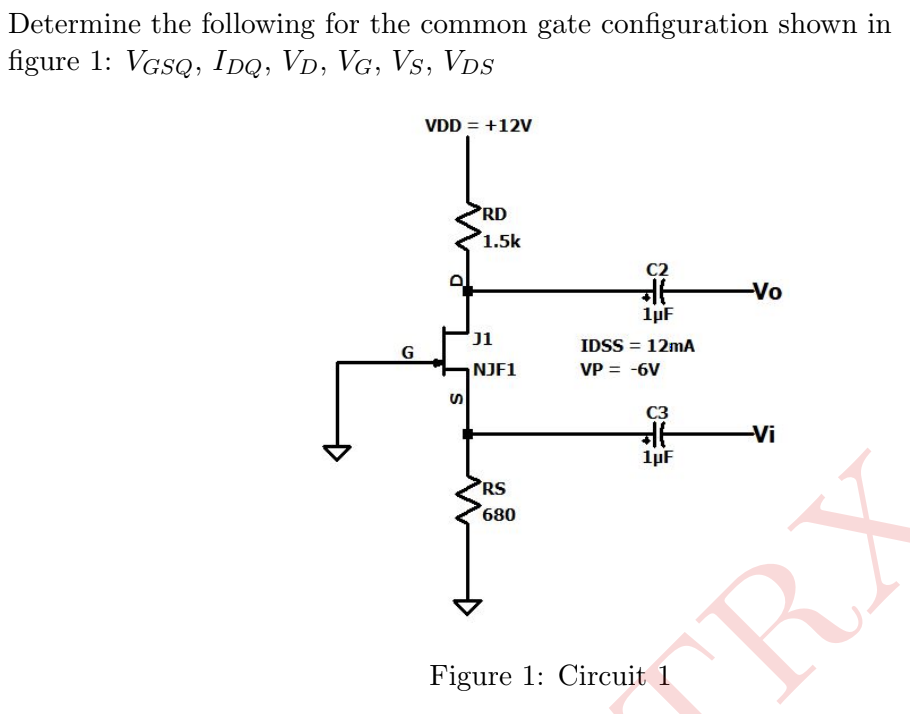 Determine the following for the common gate configuration shown in
figure 1: VGSQ, IDQ, VD, VG, VS, VDS
VDD = +12V
RD
1.5k
D
C2
Vo
1µF
J1
IDSS = 12mA
G
NJF1
VP = -6V
S
C3
Vi
1µF
RS
680
Figure 1: Circuit 1
TRX